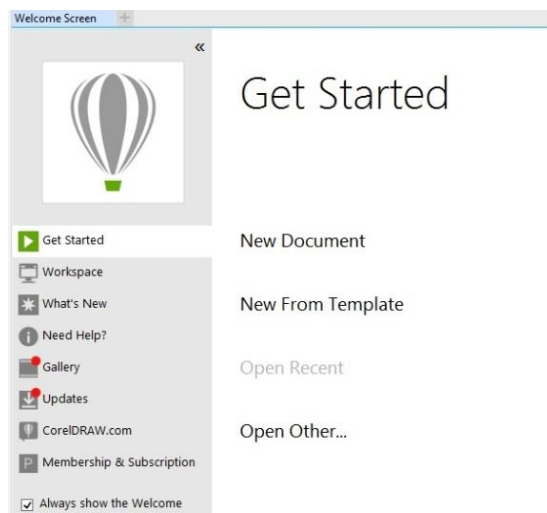 Welcome Screen
Get Started
Get Started
New Document
Workspace
What's New
New From Template
Need Help?
Gallery
Open Recent
Updates
CorelDRAW.com
Open Other...
Membership & Subscription
Always show the Welcome